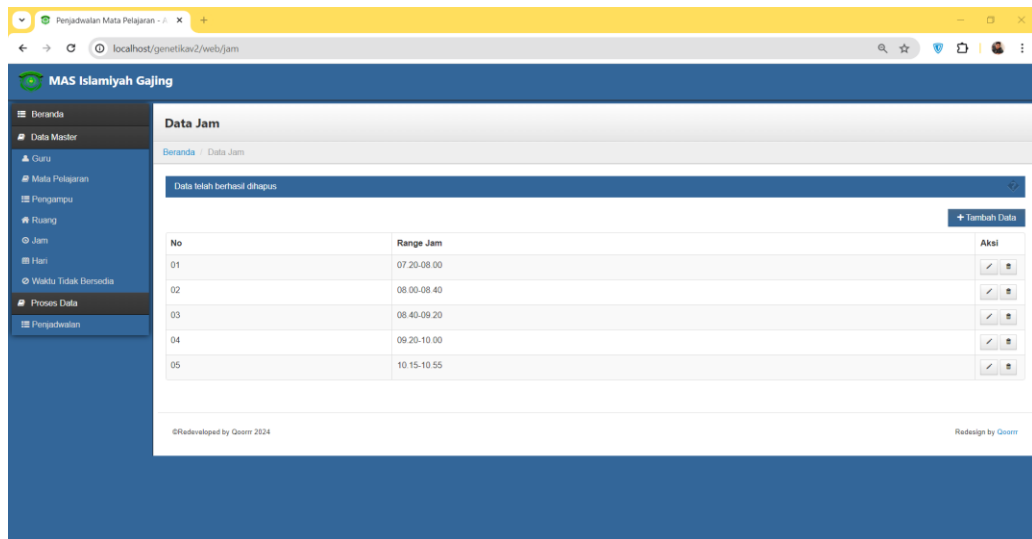 Penjadwalan Mata Pelajaran - A
localhost/genetikav2/web/jam
MAS Islamiyah Gajing
Beranda
Data Master
Guru
Mata Pelajaran
Pengampu
Ruang
Jam
Hari
Waktu Tidak Bersedia
Proses Data
Penjadwalan
Data Jam
Beranda / Data Jam
Data telah berhasil dihapus
+ Tambah Data
No Range Jam Aksi
01 07.20-08.00
02 08.00-08.40
03 08.40-09.20
04 09.20-10.00
05 10.15-10.55
©Radeveloped by Qoorrr 2024
Redesign by Qoorrr